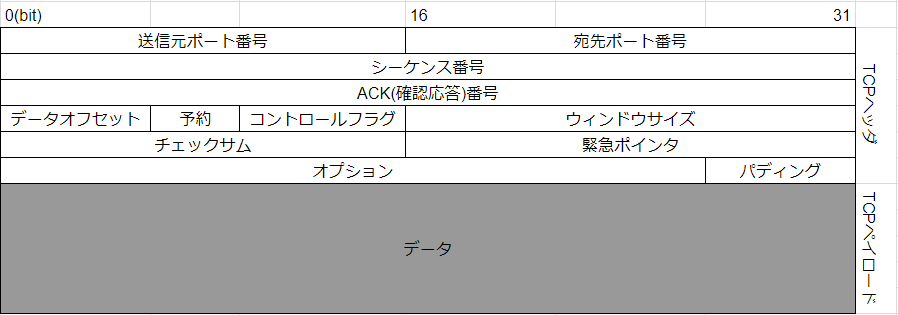 0(bit) 16 31
送信元ポート番号 宛先ポート番号
シーケンス番号
ACK(確認応答)番号
データオフセット 予約 コントロールフラグ ウィンドウサイズ
チェックサム 緊急ポインタ
オプション パディング
TCPヘッダ
データ
TCPペイロード